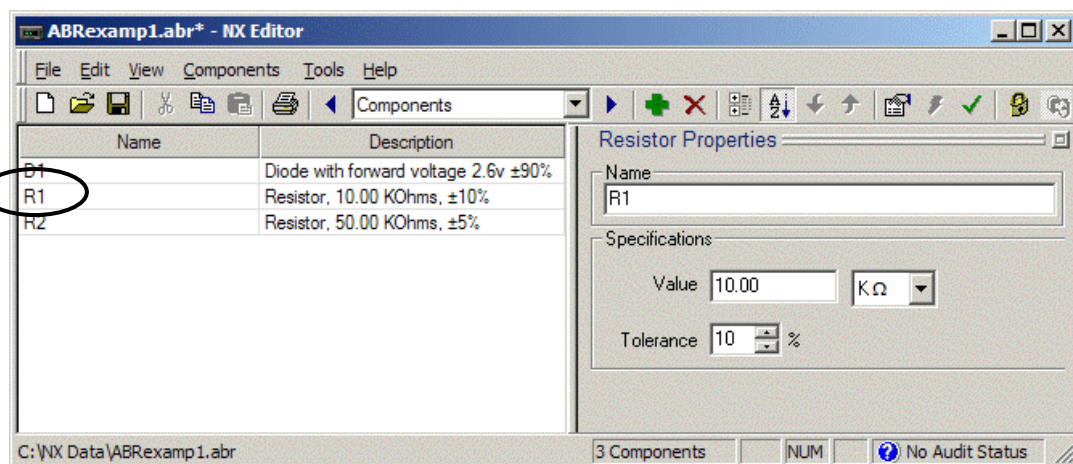 ABRexamp1.abr* - NX Editor
File Edit View Components Tools Help
Components
Name Description
D1 Diode with forward voltage 2.6v ±90%
R1 Resistor, 10.00 KOhms, ±10%
R2 Resistor, 50.00 KOhms, ±5%
Resistor Properties
Name
R1
Specifications
Value 10.00 KΩ
Tolerance 10 %
C:\NX Data\ABRexamp1.abr 3 Components NUM No Audit Status